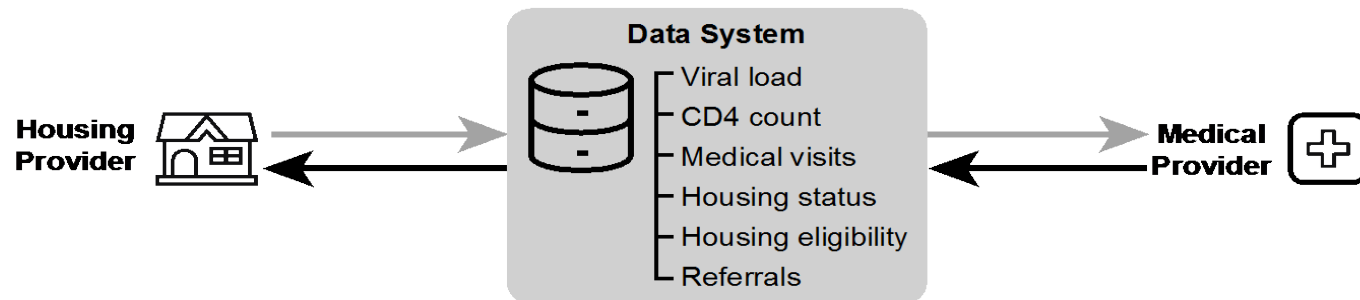 Data System
Viral load
CD4 count
Medical visits
Housing status
Housing eligibility
Referrals
Housing
Provider
Medical
Provider